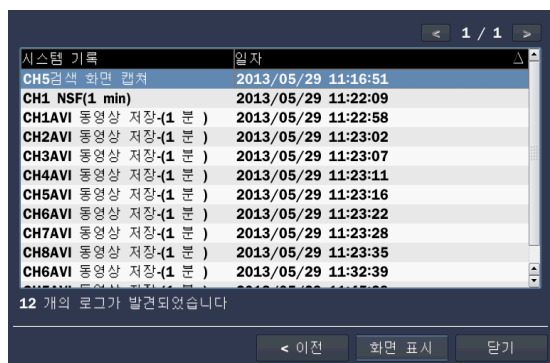 < 1 / 1 >
시스템 기록 일자
CH5검색 화면 캡쳐 2013/05/29 11:16:51
CH1 NSF(1 min) 2013/05/29 11:22:09
CH1AVI 동영상 저장-(1 분 ) 2013/05/29 11:22:58
CH2AVI 동영상 저장-(1 분 ) 2013/05/29 11:23:02
CH3AVI 동영상 저장-(1 분 ) 2013/05/29 11:23:07
CH4AVI 동영상 저장-(1 분 ) 2013/05/29 11:23:11
CH5AVI 동영상 저장-(1 분 ) 2013/05/29 11:23:16
CH6AVI 동영상 저장-(1 분 ) 2013/05/29 11:23:22
CH7AVI 동영상 저장-(1 분 ) 2013/05/29 11:23:28
CH8AVI 동영상 저장-(1 분 ) 2013/05/29 11:23:35
CH6AVI 동영상 저장-(1 분 ) 2013/05/29 11:32:39
12 개의 로그가 발견되었습니다
< 이전 화면 표시 닫기